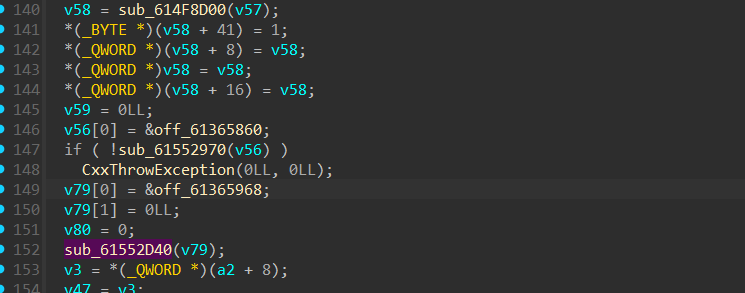 140 v58 = sub_614F8D00(v57);
141 *(_BYTE *)(v58 + 41) = 1;
142 *(_QWORD *)(v58 + 8) = v58;
143 *(_QWORD *)v58 = v58;
144 *(_QWORD *)(v58 + 16) = v58;
145 v59 = 0LL;
146 v56[0] = &off_61365860;
147 if ( !sub_61552970(v56) )
148 CxxThrowException(0LL, 0LL);
149 v79[0] = &off_61365968;
150 v79[1] = 0LL;
151 v80 = 0;
152 sub_61552D40(v79);
153 v3 = *(_QWORD *)(a2 + 8);
154 v47 = v3;